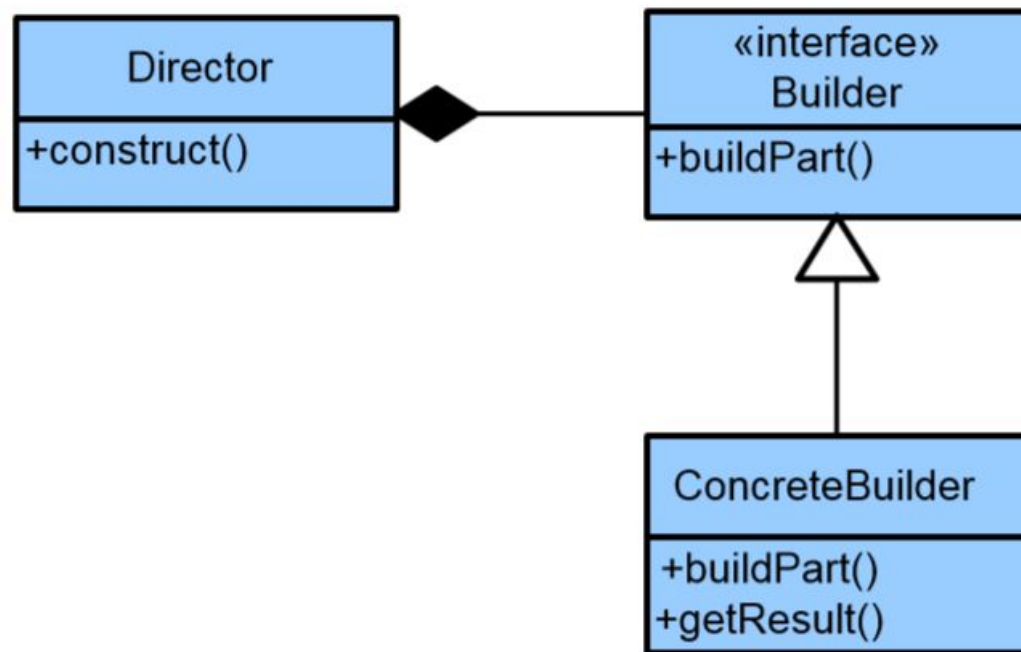 Director
+construct()
«interface»
Builder
+buildPart()
ConcreteBuilder
+buildPart()
+getResult()